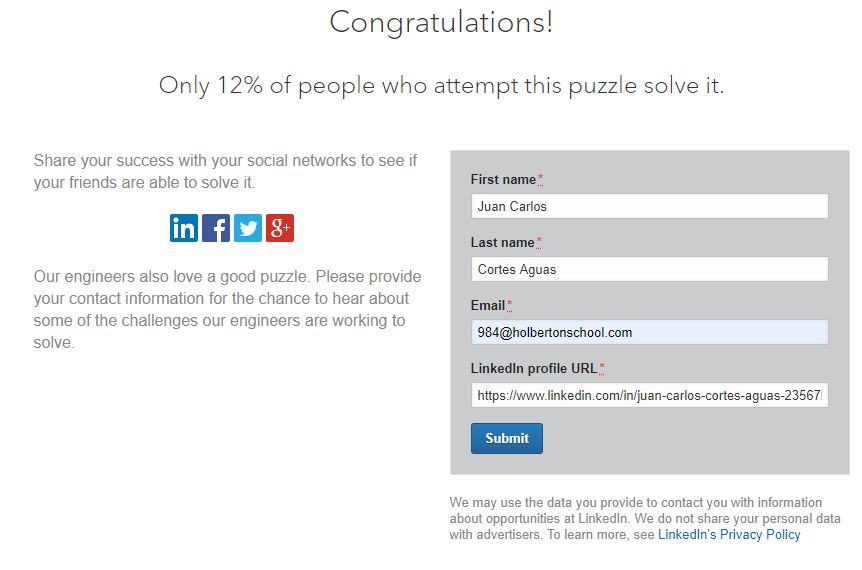 Congratulations!
Only 12% of people who attempt this puzzle solve it.
Share your success with your social networks to see if
your friends are able to solve it.
in f g+
Our engineers also love a good puzzle. Please provide
your contact information for the chance to hear about
some of the challenges our engineers are working to
solve.
First name*
Juan Carlos
Last name*
Cortes Aguas
Email*
984@holbertonschool.com
LinkedIn profile URL*
https://www.linkedin.com/in/juan-carlos-cortes-aguas-23567
Submit
We may use the data you provide to contact you with information
about opportunities at LinkedIn. We do not share your personal data
with advertisers. To learn more, see LinkedIn's Privacy Policy